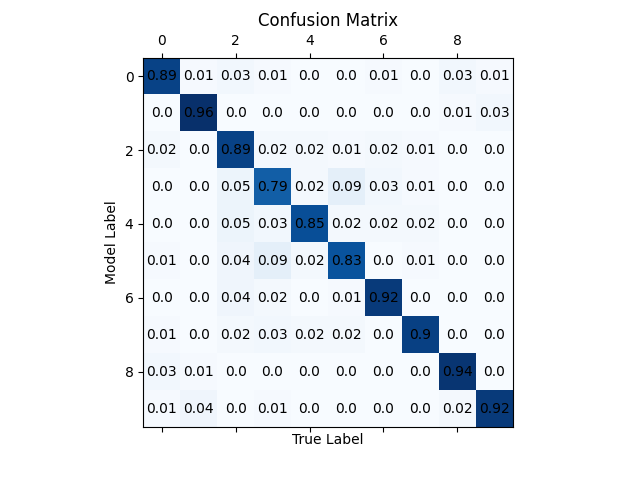 Confusion Matrix
0 2 4 6 8
0 0.89 0.01 0.03 0.01 0.0 0.0 0.01 0.0 0.03 0.01
0.0 0.96 0.0 0.0 0.0 0.0 0.0 0.0 0.01 0.03
2 0.02 0.0 0.89 0.02 0.02 0.01 0.02 0.01 0.0 0.0
0.0 0.0 0.05 0.79 0.02 0.09 0.03 0.01 0.0 0.0
4 0.0 0.0 0.05 0.03 0.85 0.02 0.02 0.02 0.0 0.0
Model Label
0.01 0.0 0.04 0.09 0.02 0.83 0.0 0.01 0.0 0.0
6 0.0 0.0 0.04 0.02 0.0 0.01 0.92 0.0 0.0 0.0
0.01 0.0 0.02 0.03 0.02 0.02 0.0 0.9 0.0 0.0
8 0.03 0.01 0.0 0.0 0.0 0.0 0.0 0.0 0.94 0.0
0.01 0.04 0.0 0.01 0.0 0.0 0.0 0.0 0.02 0.92
True Label